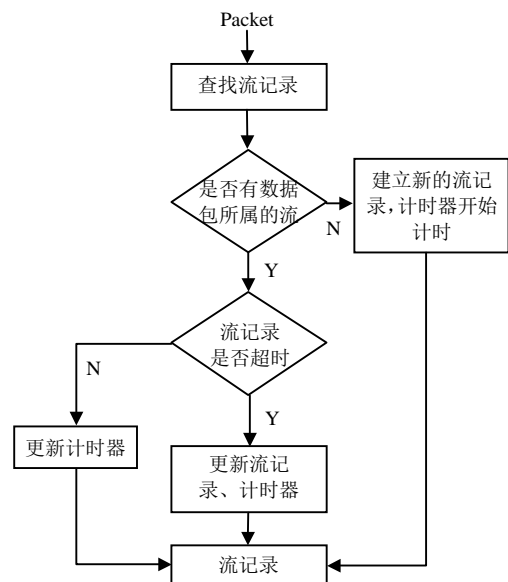 Packet
查找流记录
是否有数据
包所属的流
N
建立新的流记
录,计时器开始
计时
Y
流记录
是否超时
N
Y
更新计时器
更新流记
录、计时器
流记录